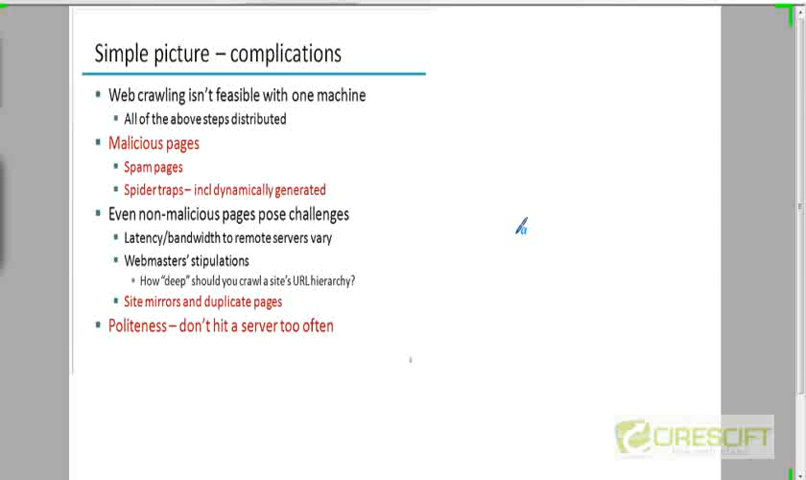 Simple picture – complications
Web crawling isn't feasible with one machine
All of the above steps distributed
Malicious pages
Spam pages
Spider traps – incl dynamically generated
Even non-malicious pages pose challenges
Latency/bandwidth to remote servers vary
Webmasters' stipulations
How "deep" should you crawl a site's URL hierarchy?
Site mirrors and duplicate pages
Politeness – don't hit a server too often